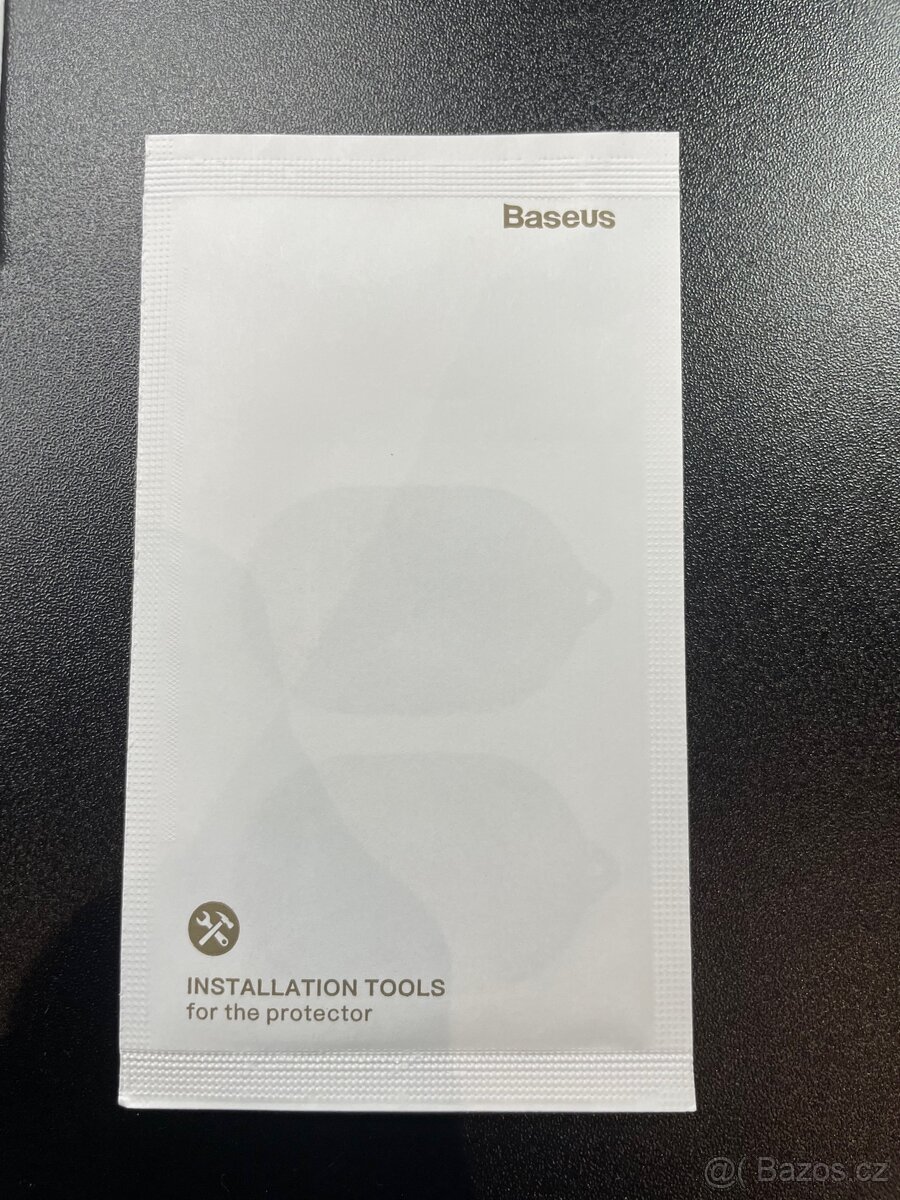 Baseus
INSTALLATION TOOLS
for the protector
@( Bazos.cz